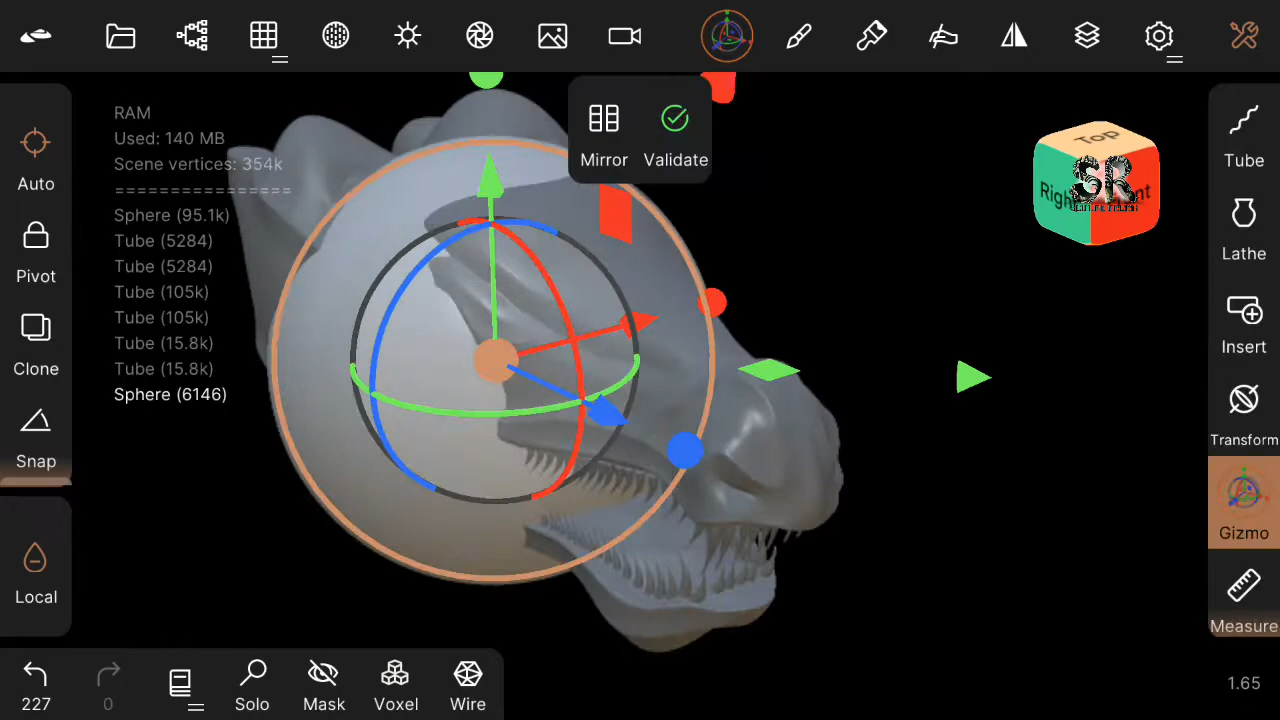 Mirror
Validate
RAM
Used: 140 MB
Scene vertices: 354k
================
Sphere (95.1k)
Tube (5284)
Tube (5284)
Tube (105k)
Tube (105k)
Tube (15.8k)
Tube (15.8k)
Sphere (6146)
Auto
Pivot
Clone
Snap
Local
Top
SR
Tube
Lathe
Insert
Transform
Gizmo
Measure
1.65
227
0
Solo
Mask
Voxel
Wire